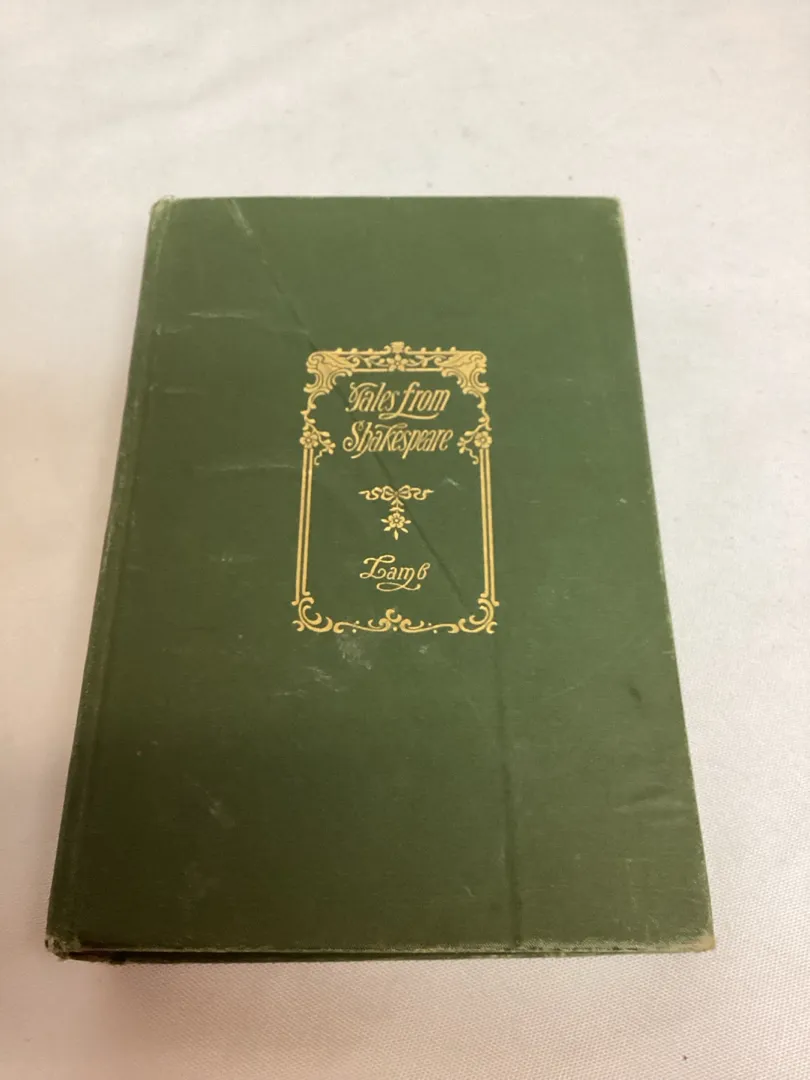 Tales from
Shakespeare
Lamb